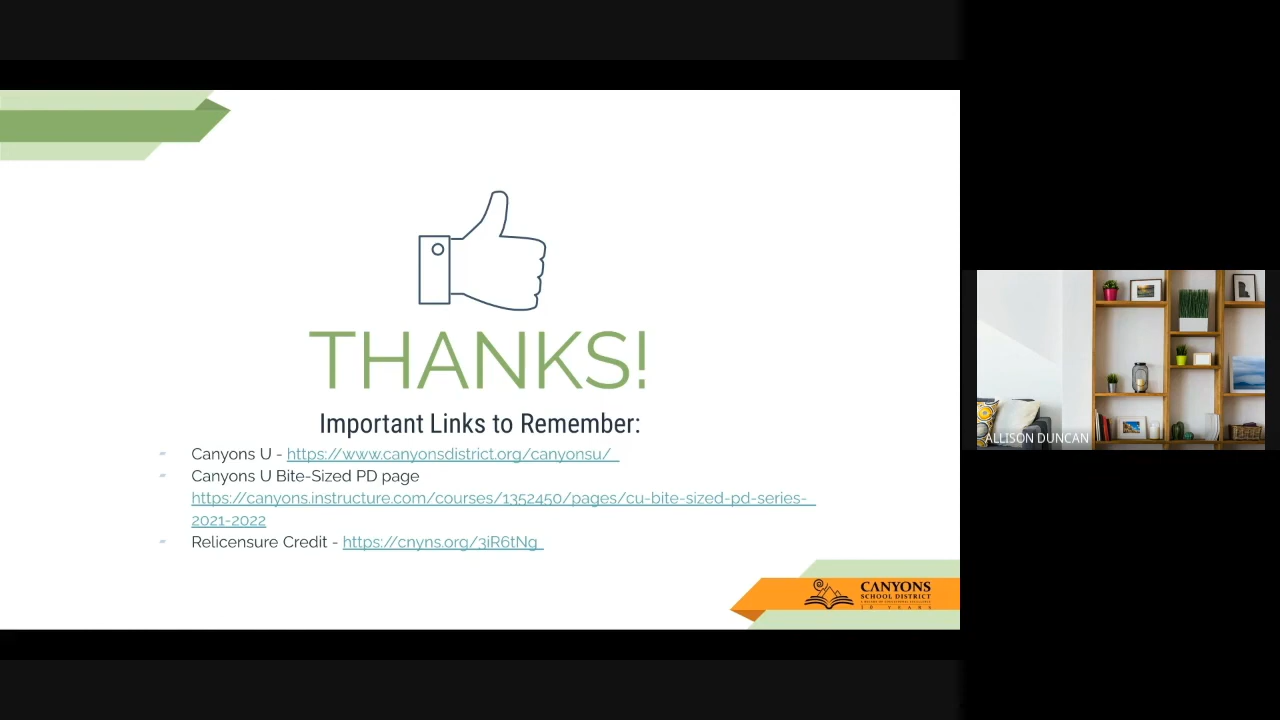 THANKS!
Important Links to Remember:
- Canyons U - https://www.canyonsdistrict.org/canyonsu/
- Canyons U Bite-Sized PD page
https://canyons.instructure.com/courses/1352450/pages/cu-bite-sized-pd-series-
2021-2022
- Relicensure Credit - https://cnyns.org/3iR6tNg
CANYONS
SCHOOL DISTRICT
10 YEARS
ALLISON DUNCAN